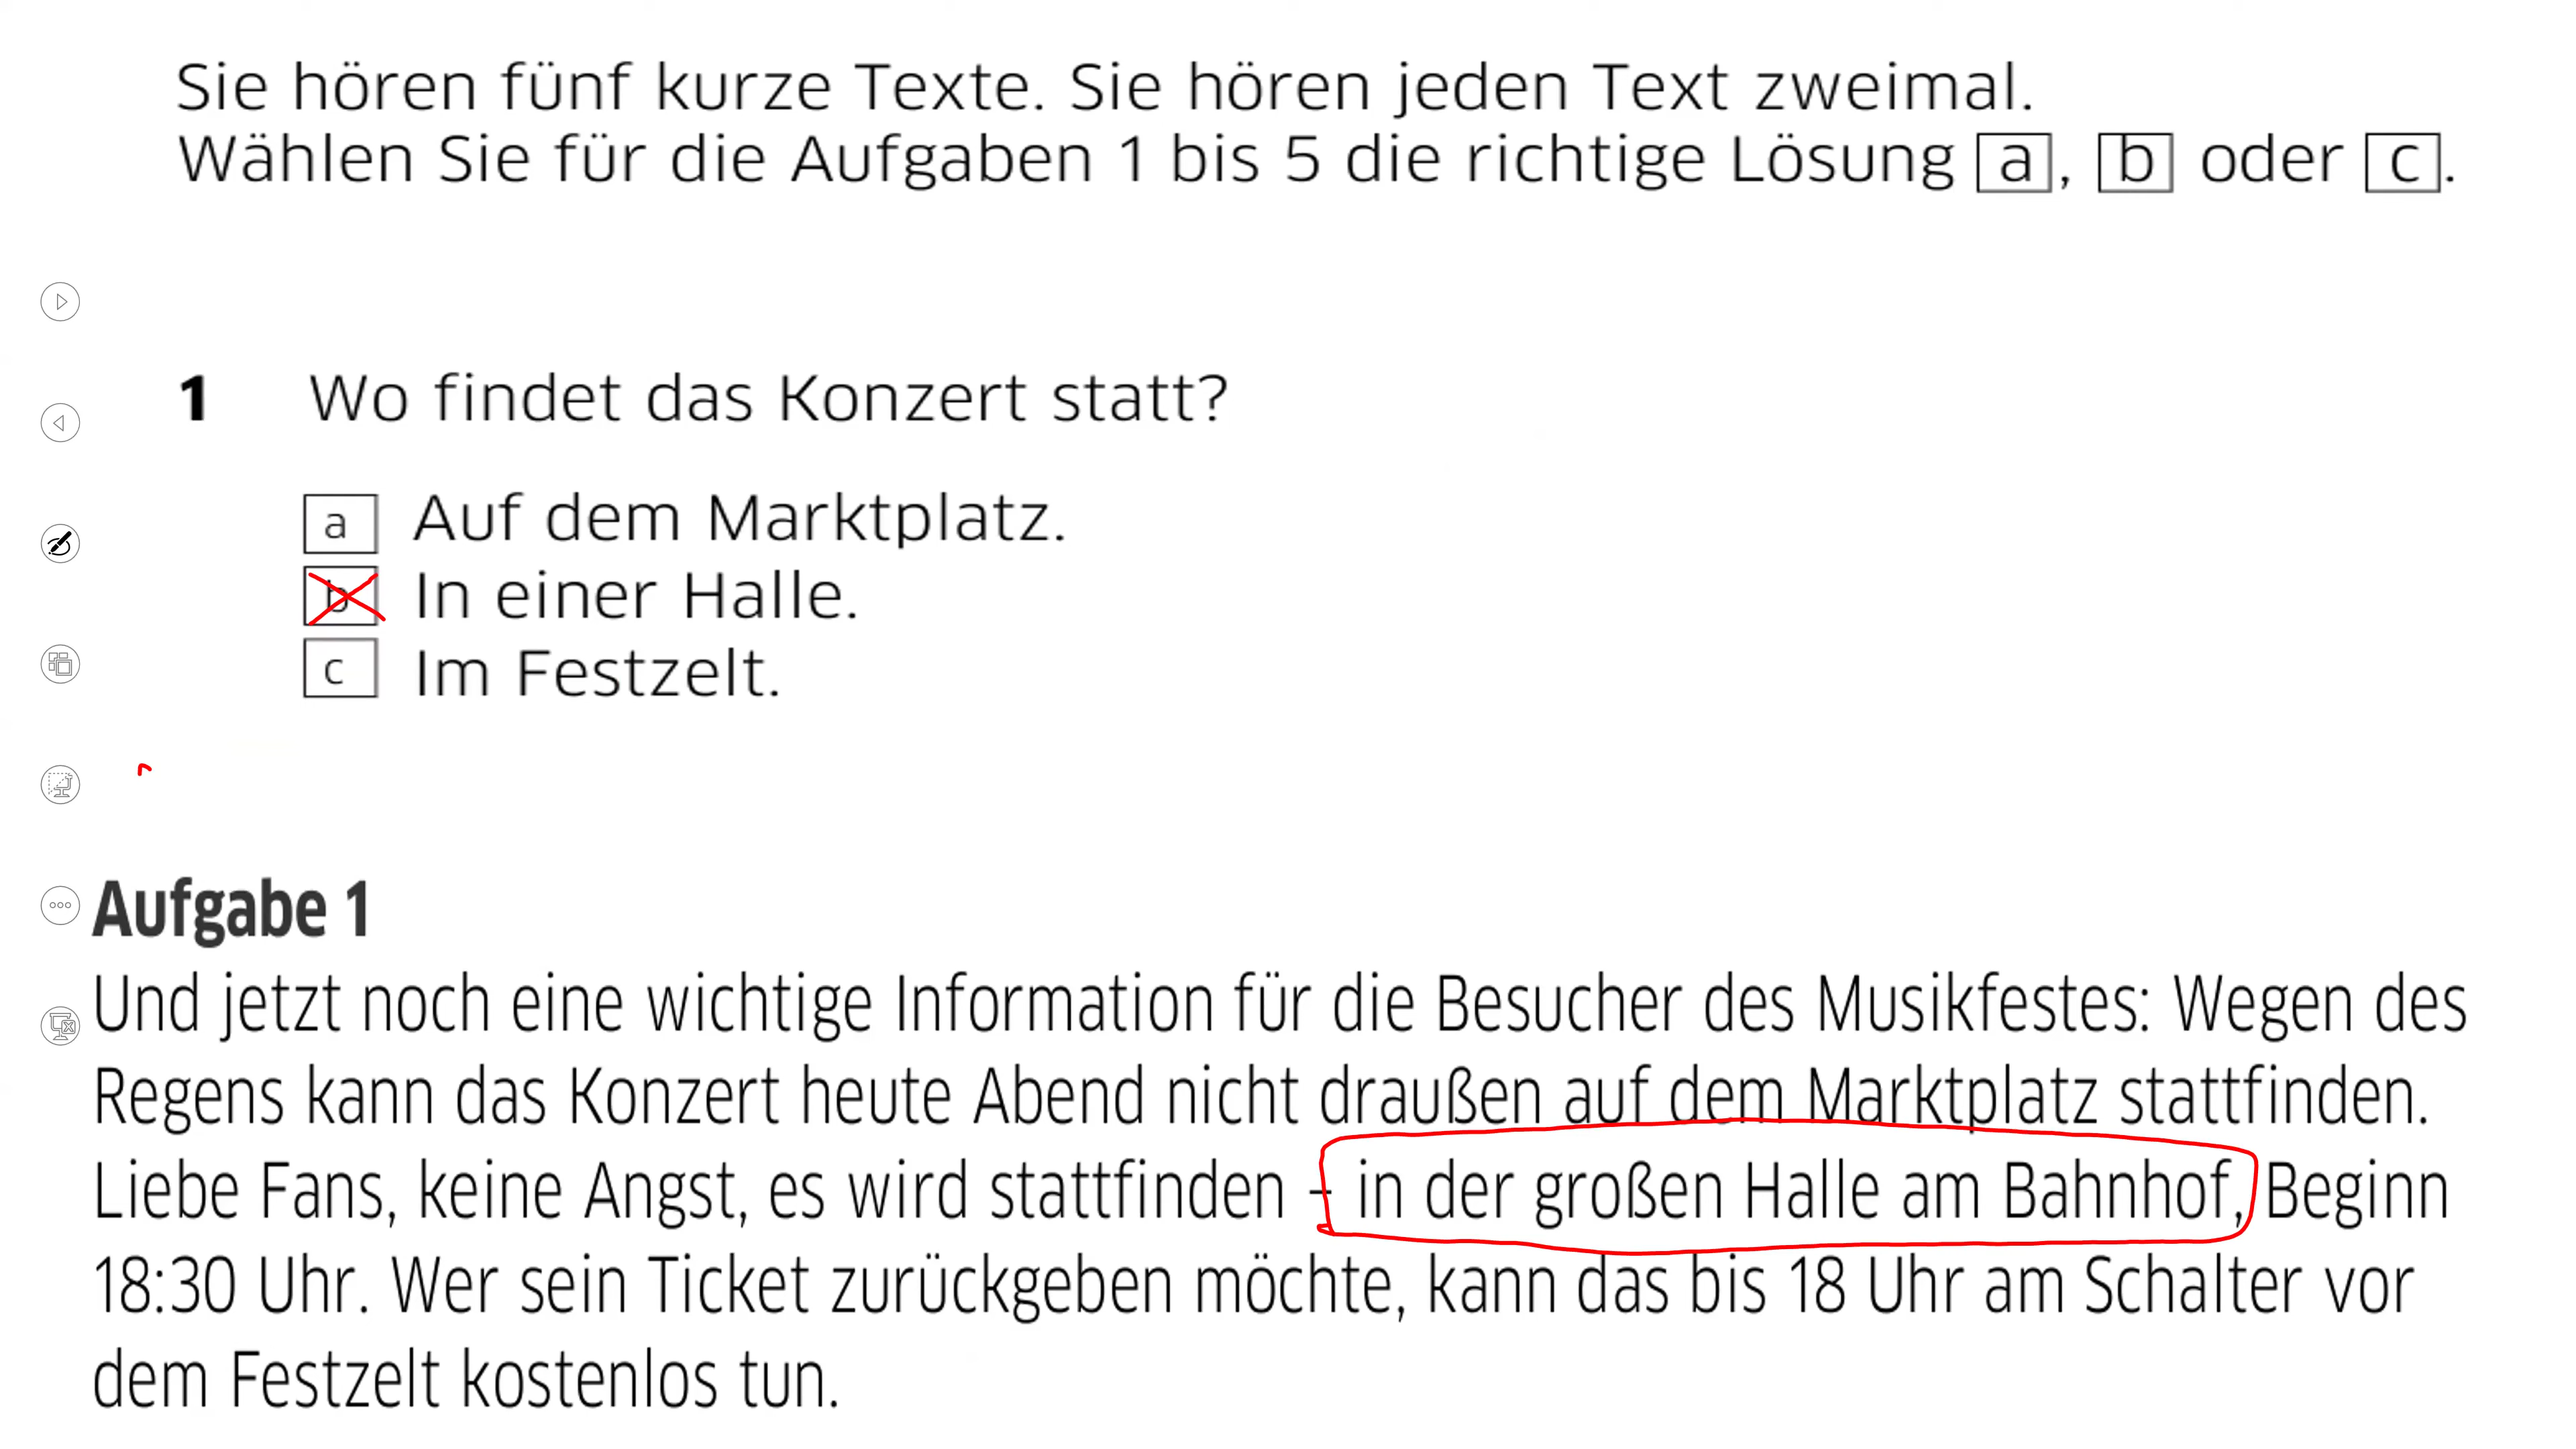 Sie hören fünf kurze Texte. Sie hören jeden Text zweimal.
Wählen Sie für die Aufgaben 1 bis 5 die richtige Lösung a, b oder c.
1 Wo findet das Konzert statt?
a Auf dem Marktplatz.
b In einer Halle.
c Im Festzelt.
Aufgabe 1
Und jetzt noch eine wichtige Information für die Besucher des Musikfestes: Wegen des
Regens kann das Konzert heute Abend nicht draußen auf dem Marktplatz stattfinden.
Liebe Fans, keine Angst, es wird stattfinden – in der großen Halle am Bahnhof, Beginn
18:30 Uhr. Wer sein Ticket zurückgeben möchte, kann das bis 18 Uhr am Schalter vor
dem Festzelt kostenlos tun.